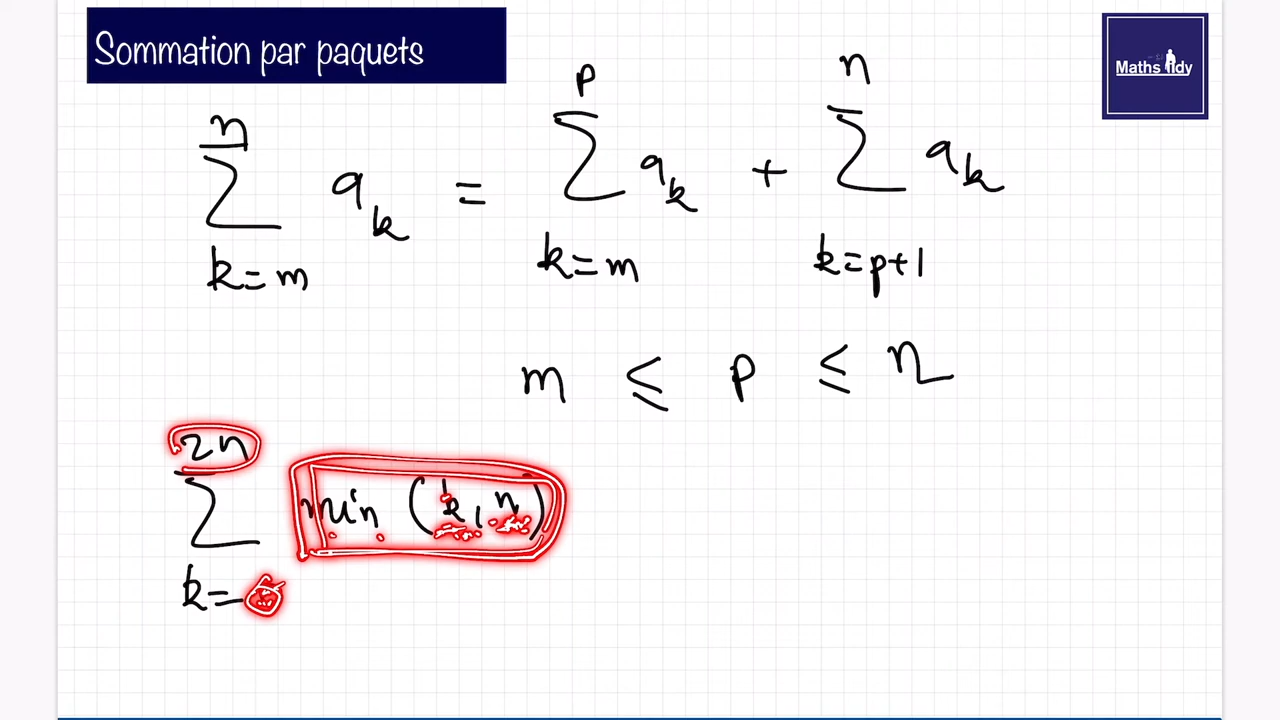 Sommation par paquets
Maths
n p n
∑ a_k = ∑ a_k + ∑ a_k
k=m k=m k=p+1
m ≤ p ≤ n
2n
∑ min (k, n)
k=